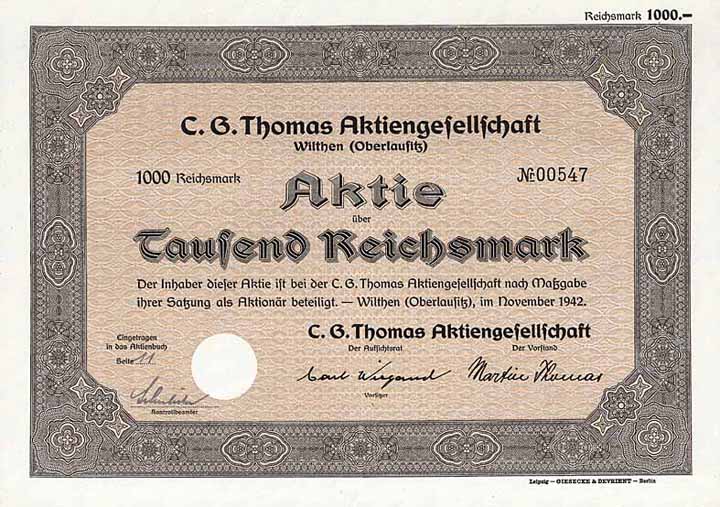 Reichsmark 1000.–
C. G. Thomas Aktiengeſellſchaft
Wilthen (Oberlauſitz)
1000 Reichsmark
№ 00547
Aktie
über
Tauſend Reichsmark
Der Inhaber dieſer Aktie iſt bei der C. G. Thomas Aktiengeſellſchaft nach Maßgabe
ihrer Satzung als Aktionär beteiligt. — Wilthen (Oberlauſitz), im November 1942.
C. G. Thomas Aktiengeſellſchaft
Der Aufſichtsrat
Der Vorſtand
Carl Wiegand
Martin Thomas
Vorſitzer
Eingetragen
in das Aktienbuch
Seite 11
Kontrollbeamter
Leipzig — GIESECKE & DEVRIENT — Berlin